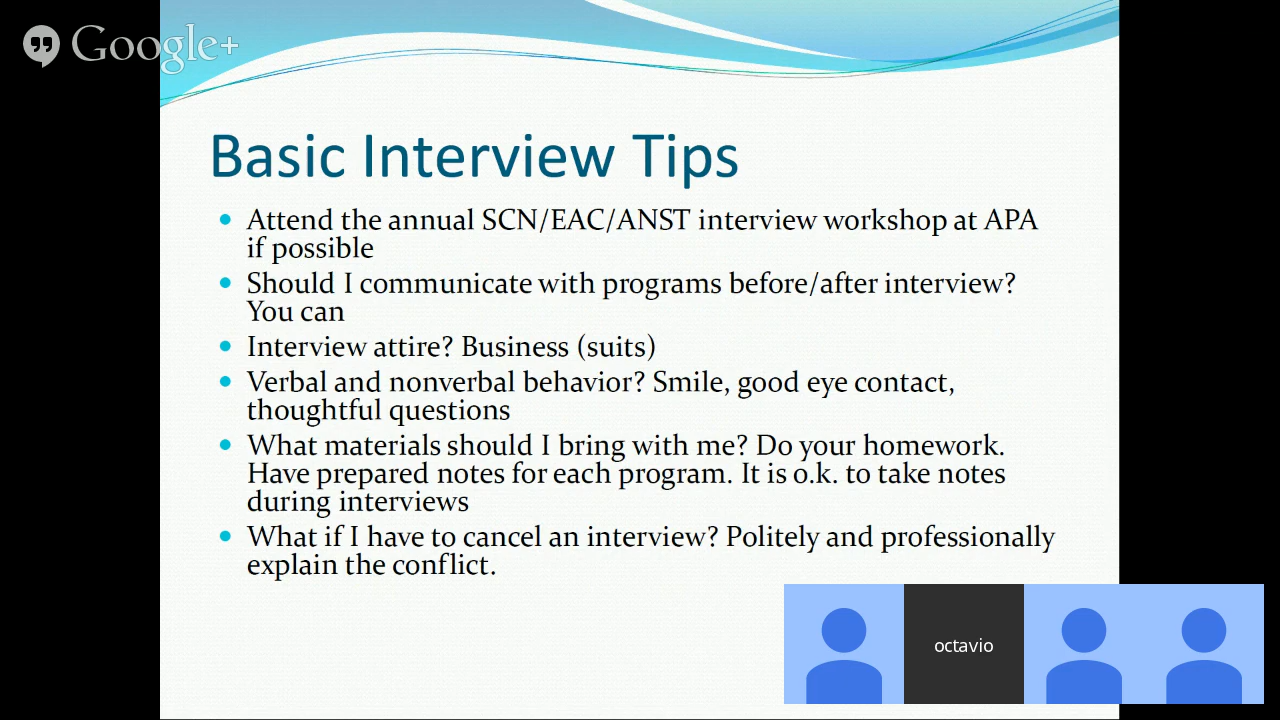 Google+
Basic Interview Tips
Attend the annual SCN/EAC/ANST interview workshop at APA
if possible
Should I communicate with programs before/after interview?
You can
Interview attire? Business (suits)
Verbal and nonverbal behavior? Smile, good eye contact,
thoughtful questions
What materials should I bring with me? Do your homework.
Have prepared notes for each program. It is o.k. to take notes
during interviews
What if I have to cancel an interview? Politely and professionally
explain the conflict.
octavio